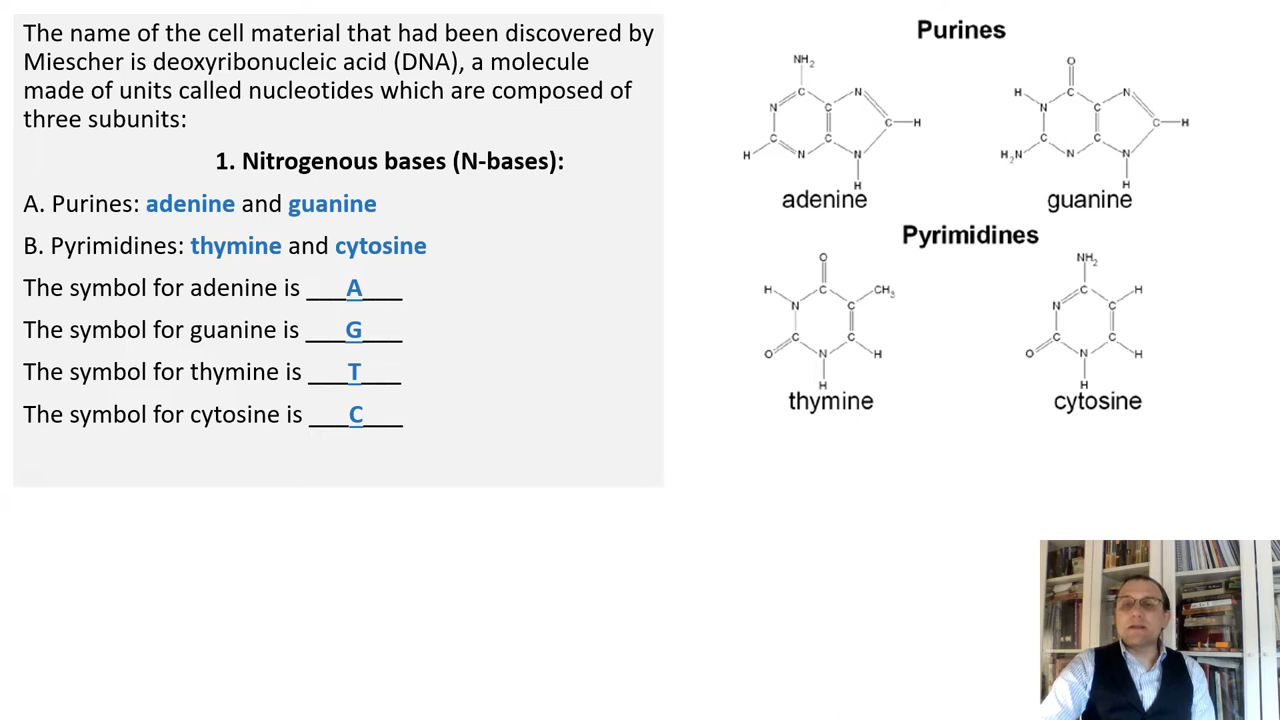 The name of the cell material that had been discovered by
Miescher is deoxyribonucleic acid (DNA), a molecule
made of units called nucleotides which are composed of
three subunits:
1. Nitrogenous bases (N-bases):
A. Purines: adenine and guanine
B. Pyrimidines: thymine and cytosine
The symbol for adenine is ___A___
The symbol for guanine is ___G___
The symbol for thymine is ___T___
The symbol for cytosine is ___C___
Purines
NH2
N C C N C N C C N H H H
adenine
O
H N C C N C H2N C N C N H H
guanine
Pyrimidines
O
H N C C CH3 O C N C H H
thymine
NH2
N C C H O C N C H H
cytosine